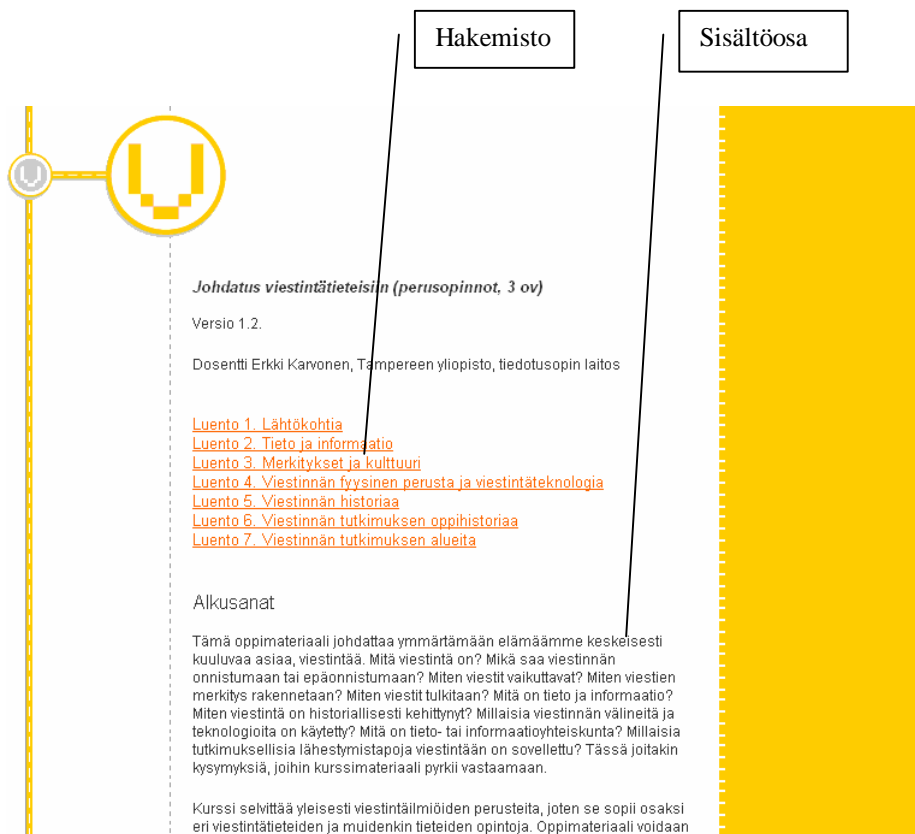 Hakemisto
Sisältöosa
Johdatus viestintätieteisiin (perusopinnot, 3 ov)
Versio 1.2.
Dosentti Erkki Karvonen, Tampereen yliopisto, tiedotusopin laitos
Luento 1. Lähtökohtia
Luento 2. Tieto ja informaatio
Luento 3. Merkitykset ja kulttuuri
Luento 4. Viestinnän fyysinen perusta ja viestintäteknologia
Luento 5. Viestinnän historiaa
Luento 6. Viestinnän tutkimuksen oppihistoriaa
Luento 7. Viestinnän tutkimuksen alueita
Alkusanat
Tämä oppimateriaali johdattaa ymmärtämään elämäämme keskeisesti
kuuluvaa asiaa, viestintää. Mitä viestintä on? Mikä saa viestinnän
onnistumaan tai epäonnistumaan? Miten viestit vaikuttavat? Miten viestien
merkitys rakennetaan? Miten viestit tulkitaan? Mitä on tieto ja informaatio?
Miten viestintä on historiallisesti kehittynyt? Millaisia viestinnän välineitä ja
teknologioita on käytetty? Mitä on tieto- tai informaatioyhteiskunta? Millaisia
tutkimuksellisia lähestymistapoja viestintään on sovellettu? Tässä joitakin
kysymyksiä, joihin kurssimateriaali pyrkii vastaamaan.
Kurssi selvittää yleisesti viestintäilmiöiden perusteita, joten se sopii osaksi
eri viestintätieteiden ja muidenkin tieteiden opintoja. Oppimateriaali voidaan